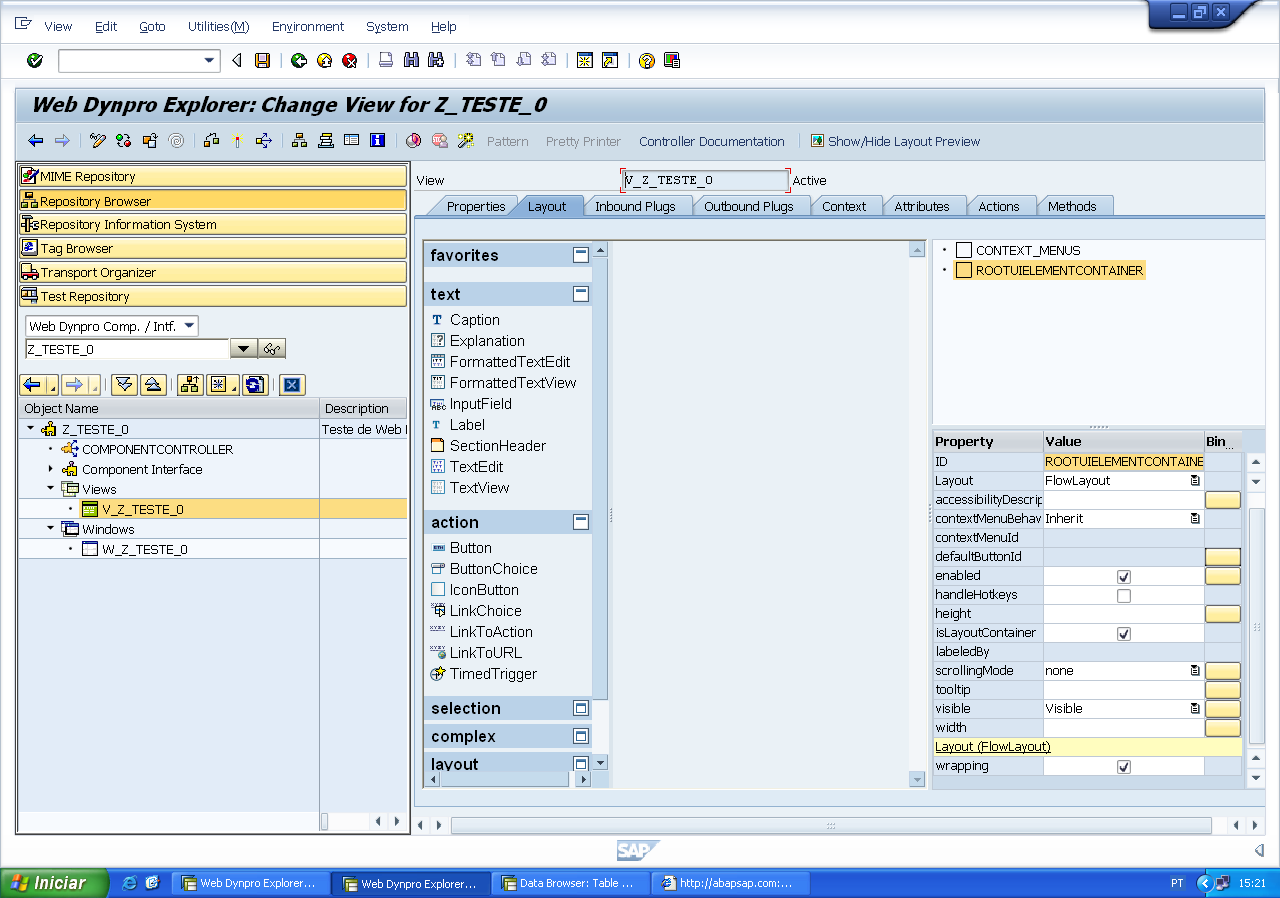 View Edit Goto Utilities(M) Environment System Help
Web Dynpro Explorer: Change View for Z_TESTE_0
Pattern Pretty Printer Controller Documentation Show/Hide Layout Preview
MIME Repository
Repository Browser
Repository Information System
Tag Browser
Transport Organizer
Test Repository
Web Dynpro Comp. / Intf.
Z_TESTE_0
Object Name Description
Z_TESTE_0 Teste de Web
COMPONENTCONTROLLER
Component Interface
Views
V_Z_TESTE_0
Windows
W_Z_TESTE_0
View V_Z_TESTE_0 Active
Properties Layout Inbound Plugs Outbound Plugs Context Attributes Actions Methods
favorites
text
Caption
Explanation
FormattedTextEdit
FormattedTextView
InputField
Label
SectionHeader
TextEdit
TextView
action
Button
ButtonChoice
IconButton
LinkChoice
LinkToAction
LinkToURL
TimedTrigger
selection
complex
layout
CONTEXT_MENUS
ROOTUIELEMENTCONTAINER
Property Value Bin...
ID ROOTUIELEMENTCONTAINE
Layout FlowLayout
accessibilityDescrip
contextMenuBehav Inherit
contextMenuId
defaultButtonId
enabled
handleHotkeys
height
isLayoutContainer
labeledBy
scrollingMode none
tooltip
visible Visible
width
Layout (FlowLayout)
wrapping
SAP
Iniciar Web Dynpro Explorer... Web Dynpro Explorer... Data Browser: Table ... http://abapsap.com:... PT 15:21